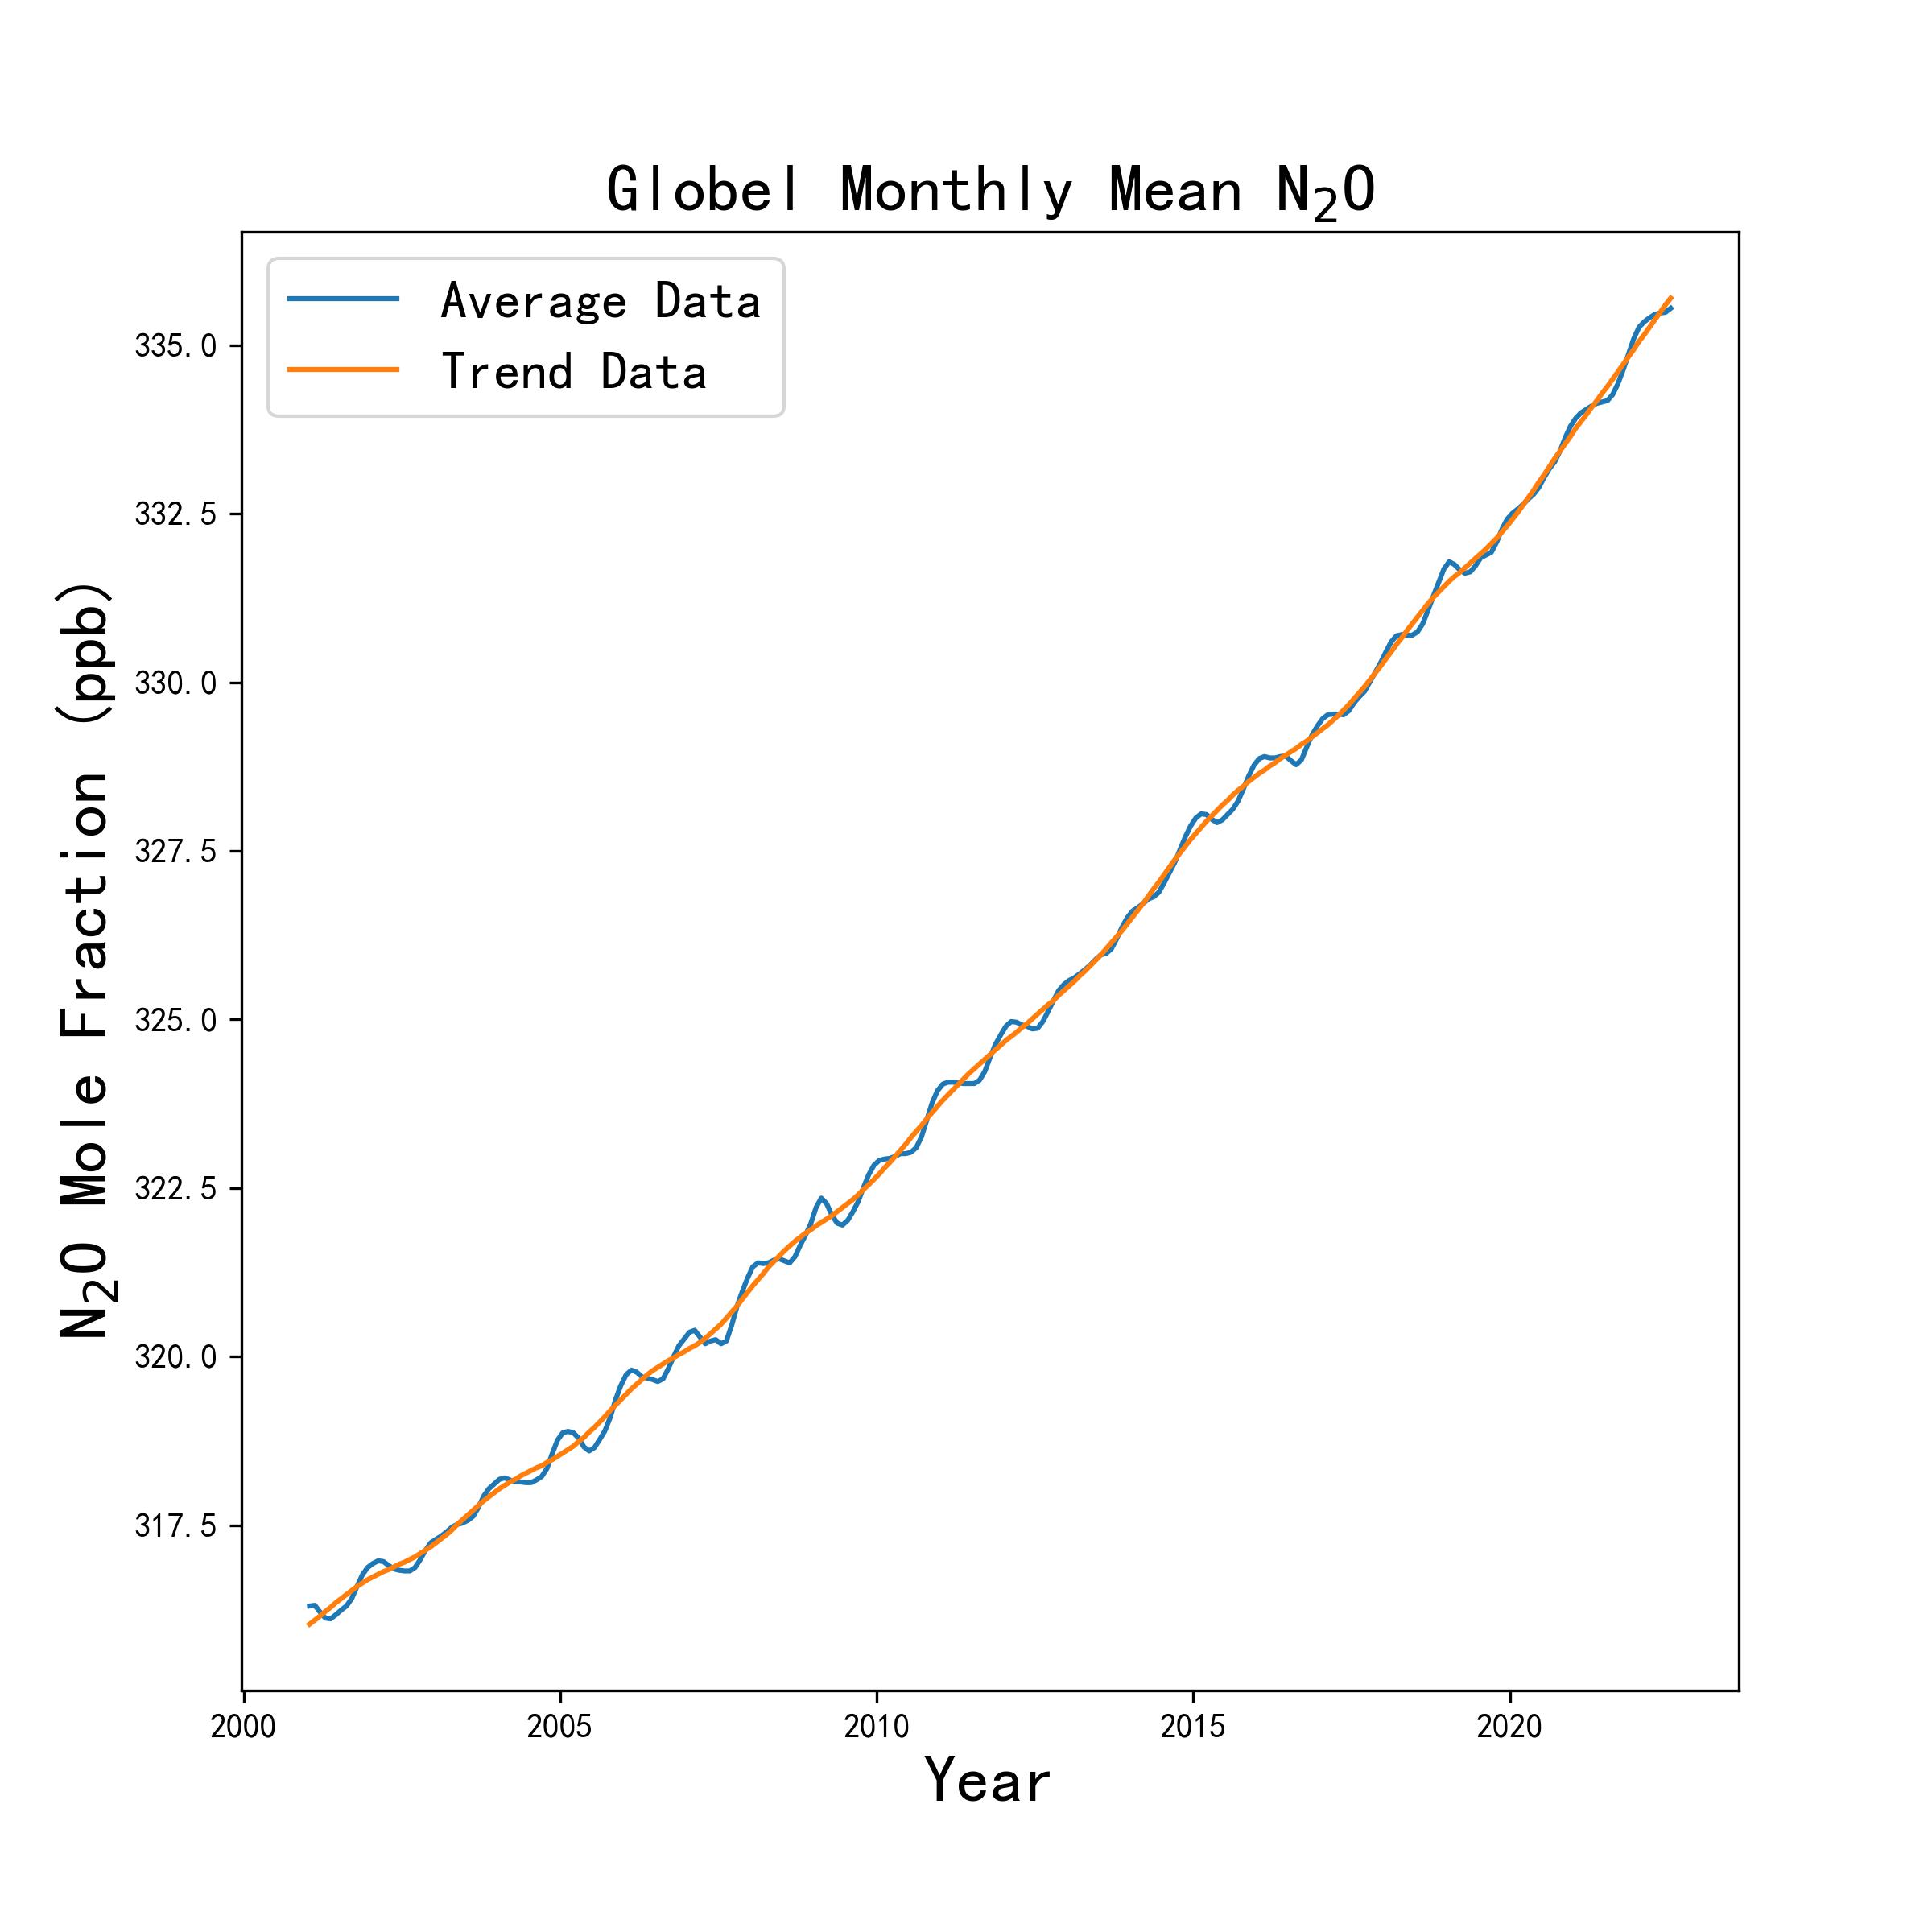 Globel Monthly Mean N₂O
Average Data
Trend Data
335.0
332.5
330.0
327.5
325.0
322.5
320.0
317.5
N₂O Mole Fraction (ppb)
2000 2005 2010 2015 2020
Year